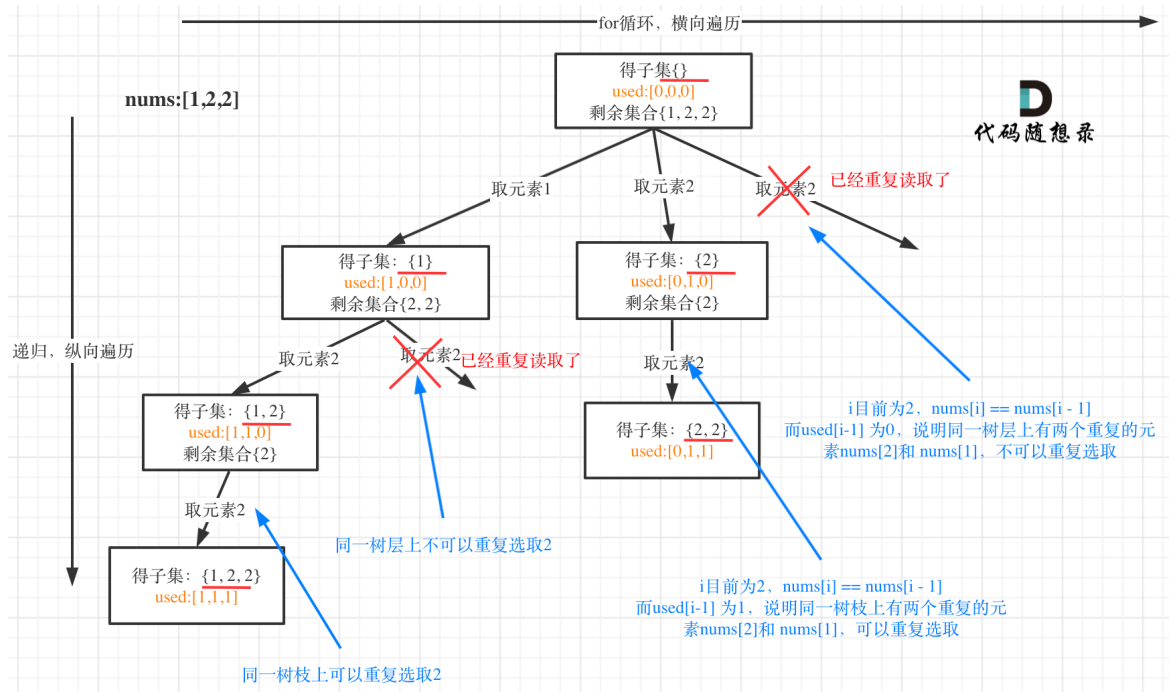 for循环，横向遍历
得子集{}
used:[0,0,0]
剩余集合{1, 2, 2}
nums:[1,2,2]
代码随想录
取元素1
取元素2
取元素2
已经重复读取了
得子集：{1}
used:[1,0,0]
剩余集合{2, 2}
得子集：{2}
used:[0,1,0]
剩余集合{2}
递归，纵向遍历
取元素2
取元素2
已经重复读取了
取元素2
得子集：{1, 2}
used:[1,1,0]
剩余集合{2}
得子集：{2, 2}
used:[0,1,1]
i目前为2，nums[i] == nums[i - 1]
而used[i-1] 为0，说明同一树层上有两个重复的元
素nums[2]和 nums[1]，不可以重复选取
取元素2
同一树层上不可以重复选取2
得子集：{1, 2, 2}
used:[1,1,1]
i目前为2，nums[i] == nums[i - 1]
而used[i-1] 为1，说明同一树枝上有两个重复的元
素nums[2]和 nums[1]，可以重复选取
同一树枝上可以重复选取2